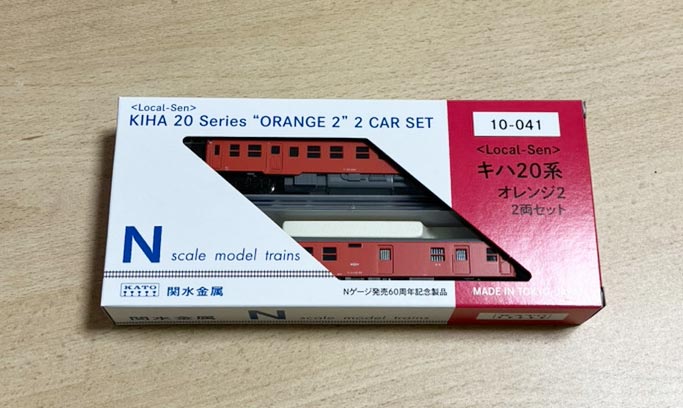 <Local-Sen>
KIHA 20 Series “ORANGE 2” 2 CAR SET
10-041
<Local-Sen>
キハ20系
オレンジ2
2両セット
N scale model trains
KATO 関水金属
Nゲージ発売60周年記念製品
MADE IN TOKYO,
関水金属 N scale model trains